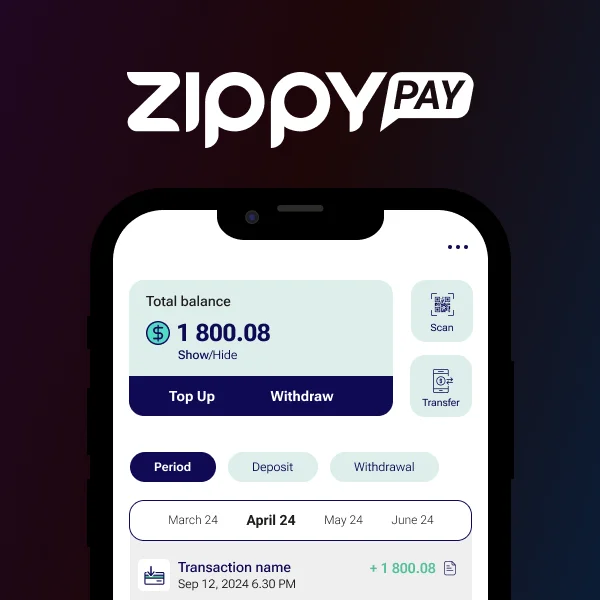 ZIPPY PAY
Total balance
$ 1 800.08
Show/Hide
Top Up Withdraw
Scan
Transfer
Period Deposit Withdrawal
March 24 April 24 May 24 June 24
Transaction name + 1 800.08
Sep 12, 2024 6.30 PM